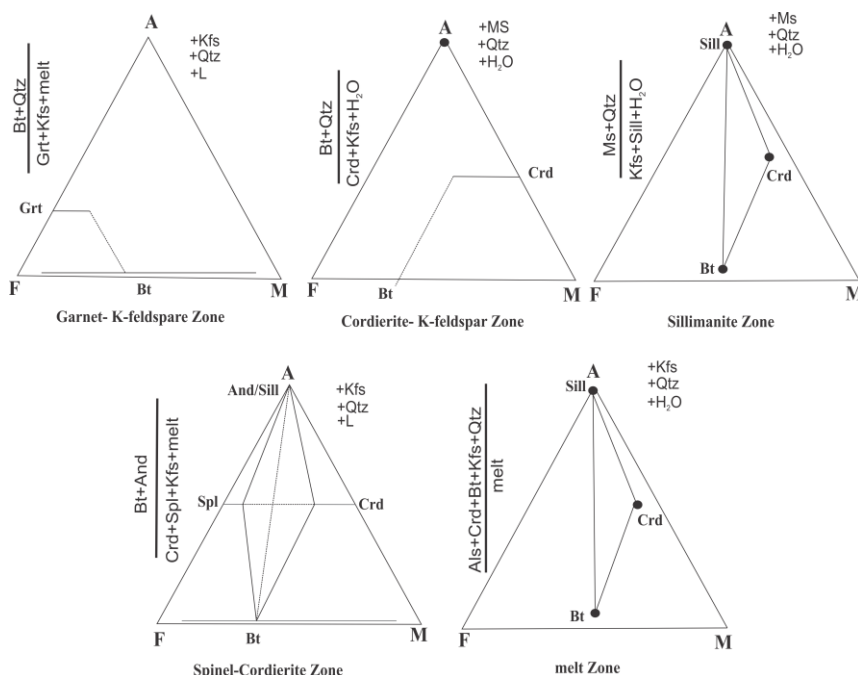 A
+Kfs
+Qtz
+L
Bt+Qtz
Grt+Kfs+melt
Grt
F
Bt
M
Garnet- K-feldspare Zone
A
+MS
+Qtz
+H₂O
Bt+Qtz
Crd+Kfs+H₂O
Crd
F
Bt
M
Cordierite- K-feldspar Zone
A
Sill
+Ms
+Qtz
+H₂O
Ms+Qtz
Kfs+Sill+H₂O
Crd
Bt
F
M
Sillimanite Zone
A
And/Sill
+Kfs
+Qtz
+L
Bt+And
Crd+Spl+Kfs+melt
Spl
Crd
F
Bt
M
Spinel-Cordierite Zone
A
Sill
+Kfs
+Qtz
+H₂O
Als+Crd+Bt+Kfs+Qtz
melt
Crd
Bt
F
M
melt Zone